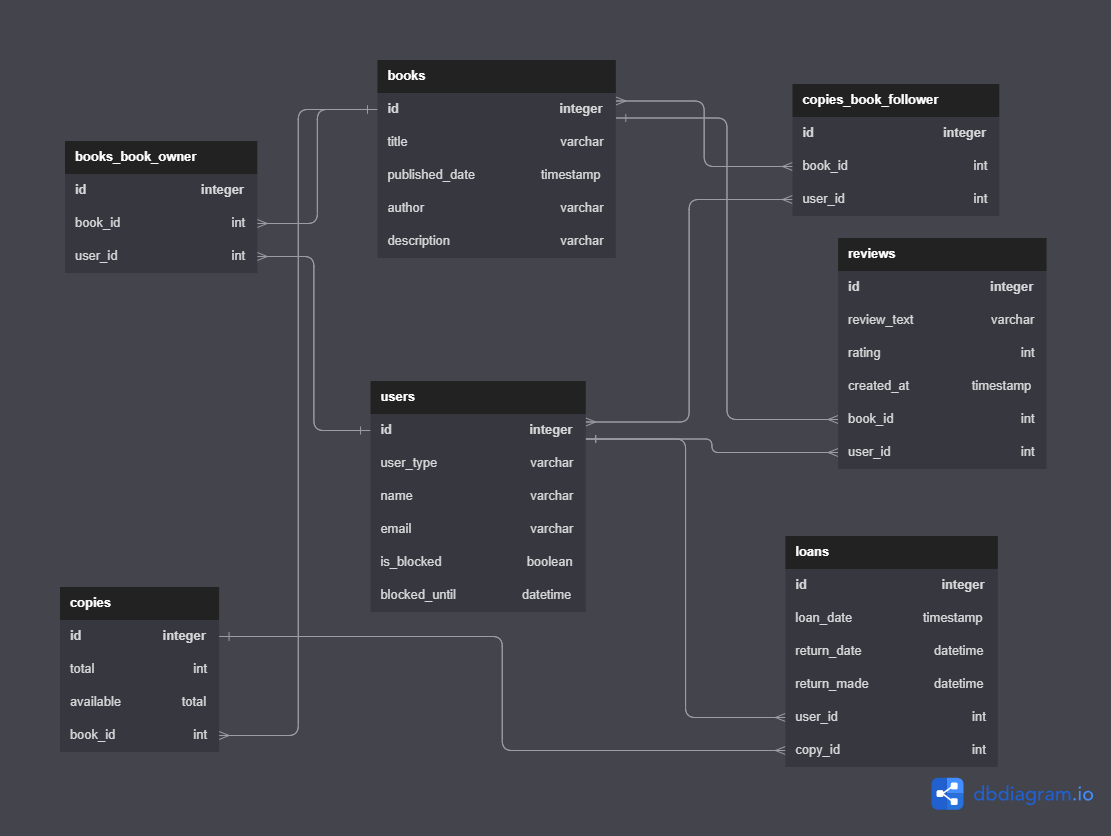 books
id integer
title varchar
published_date timestamp
author varchar
description varchar
copies_book_follower
id integer
book_id int
user_id int
books_book_owner
id integer
book_id int
user_id int
reviews
id integer
review_text varchar
rating int
created_at timestamp
book_id int
user_id int
users
id integer
user_type varchar
name varchar
email varchar
is_blocked boolean
blocked_until datetime
copies
id integer
total int
available total
book_id int
loans
id integer
loan_date timestamp
return_date datetime
return_made datetime
user_id int
copy_id int
dbdiagram.io